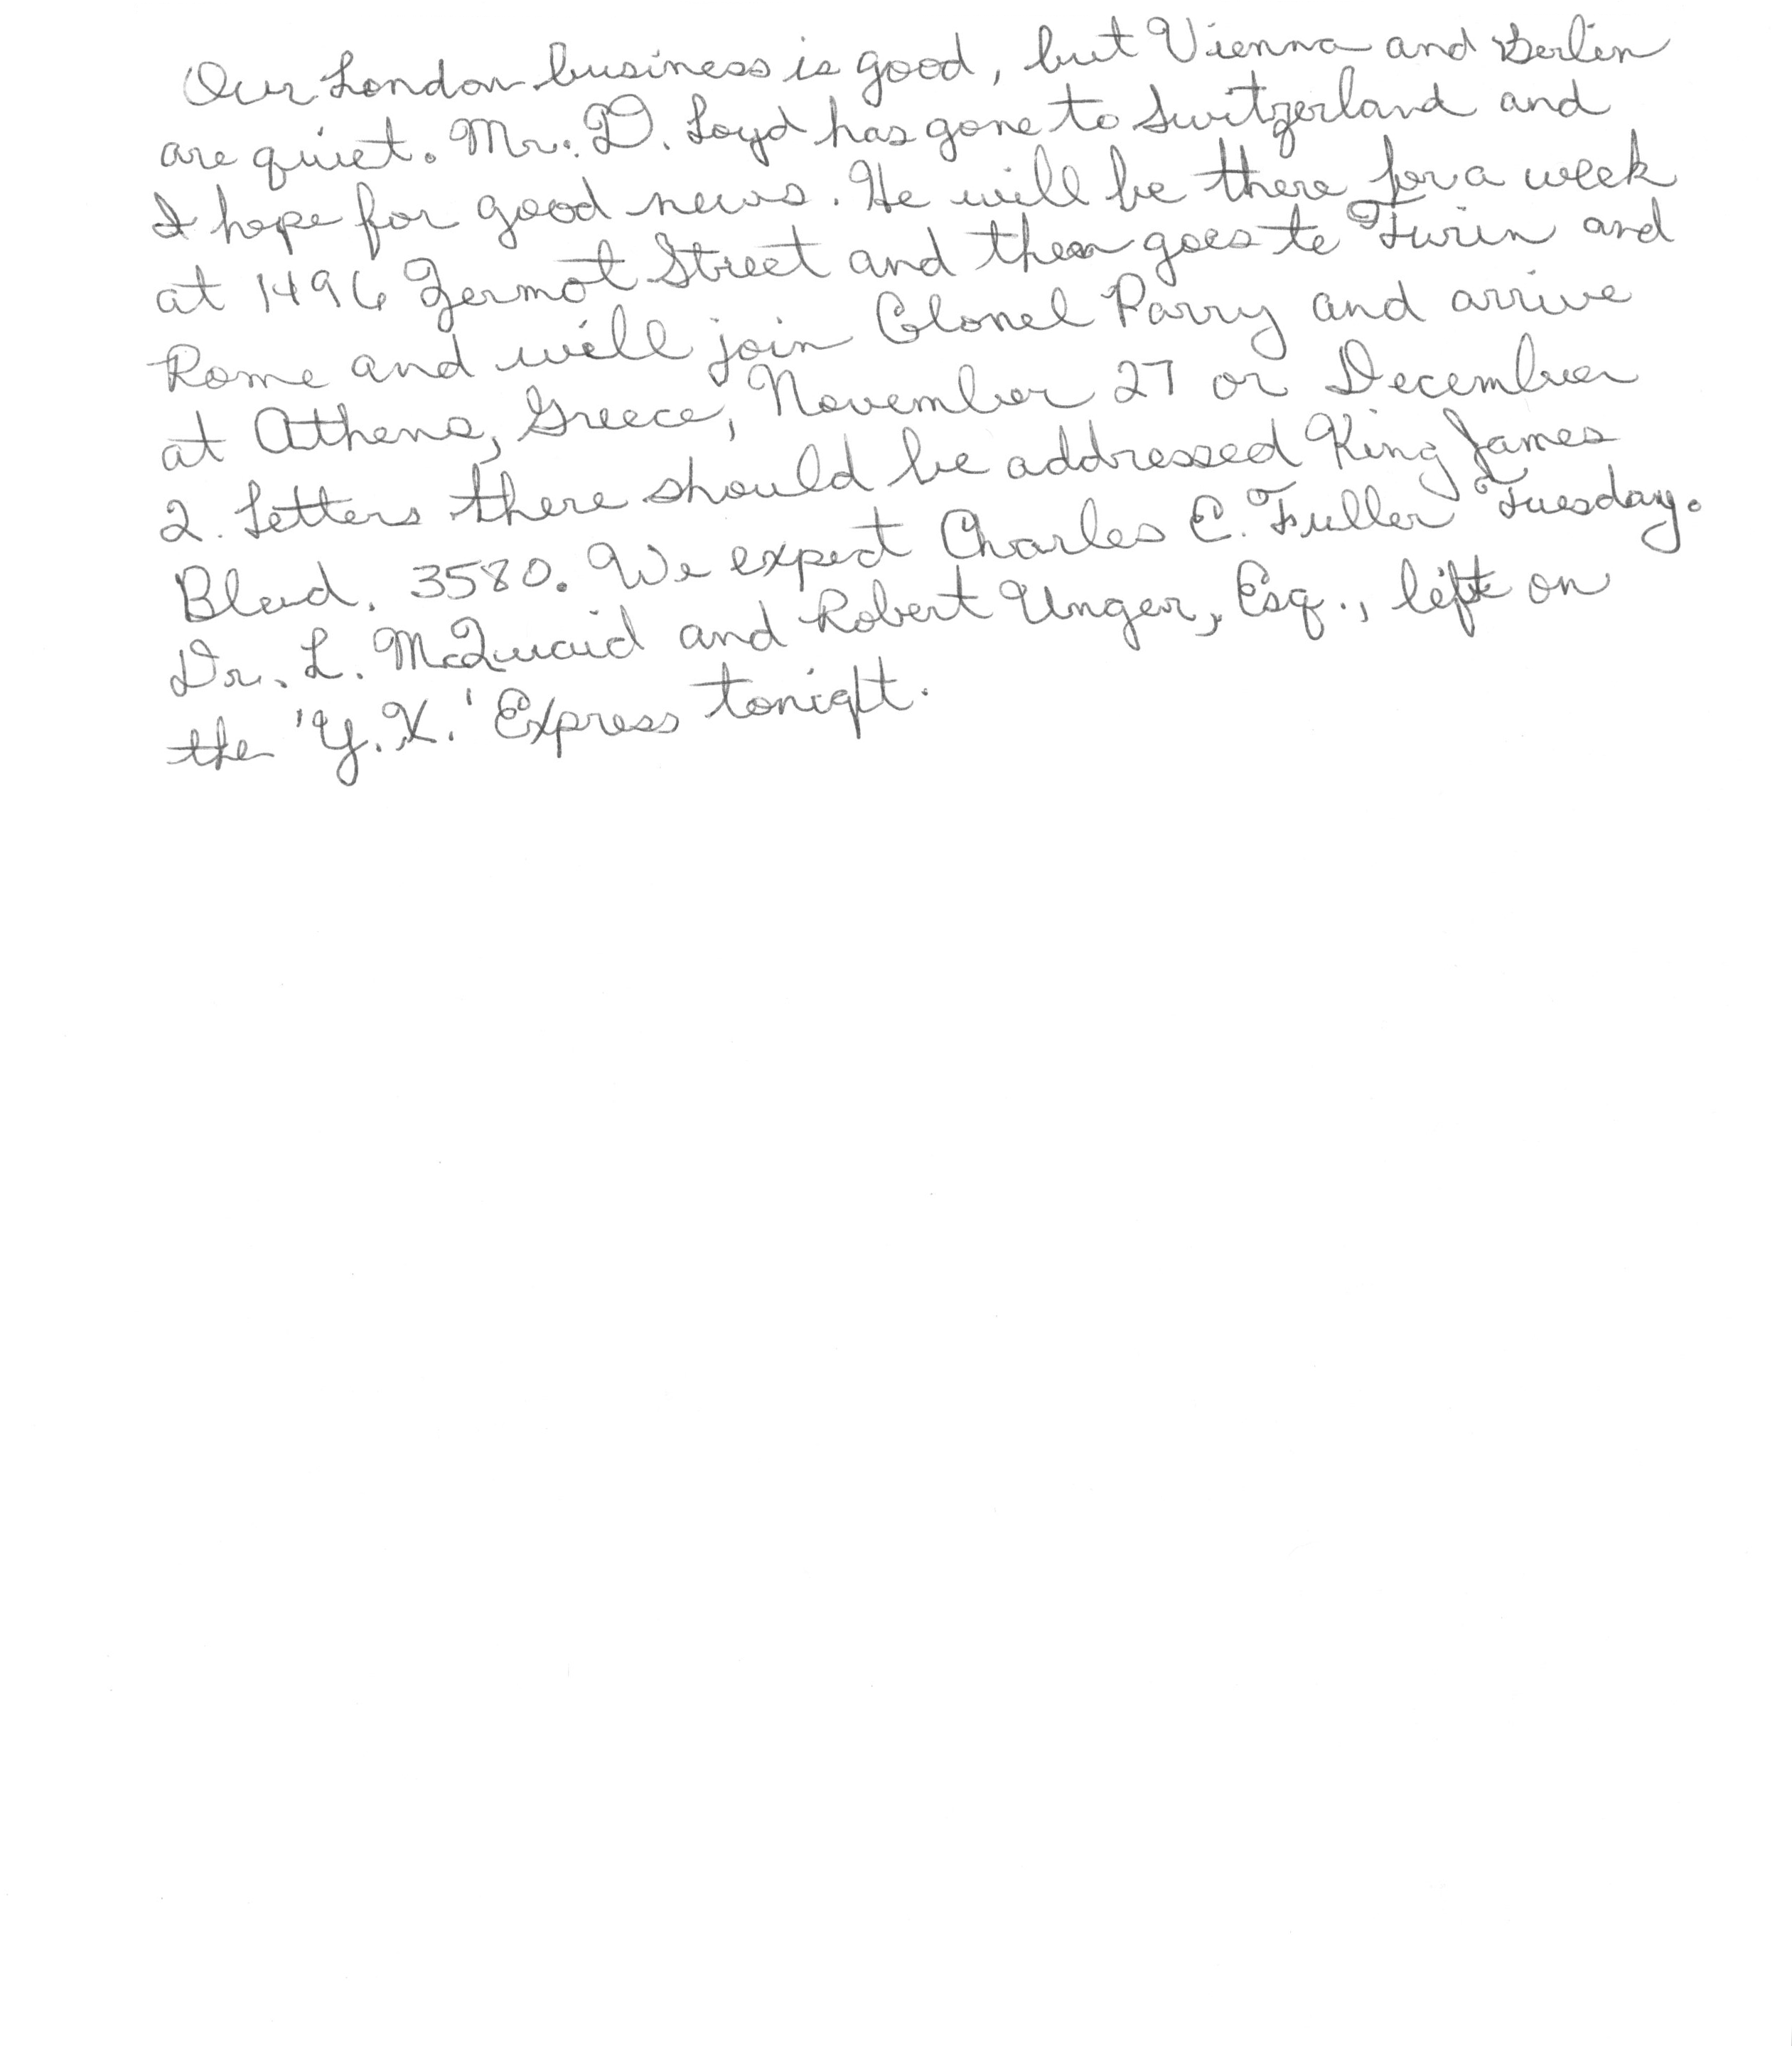 Our London business is good, but Vienna and Berlin
are quiet. Mr. D. Loyd has gone to Switzerland and
I hope for good news. He will be there for a week
at 1496 Zermot Street and then goes to Turin and
Rome and will join Colonel Parry and arrive
at Athens, Greece, November 27 or December
2. Letters there should be addressed King James
Blvd. 3580. We expect Charles E. Fuller Tuesday.
Dr. L. McQuaid and Robert Unger, Esq., left on
the 'Y.X.' Express tonight.